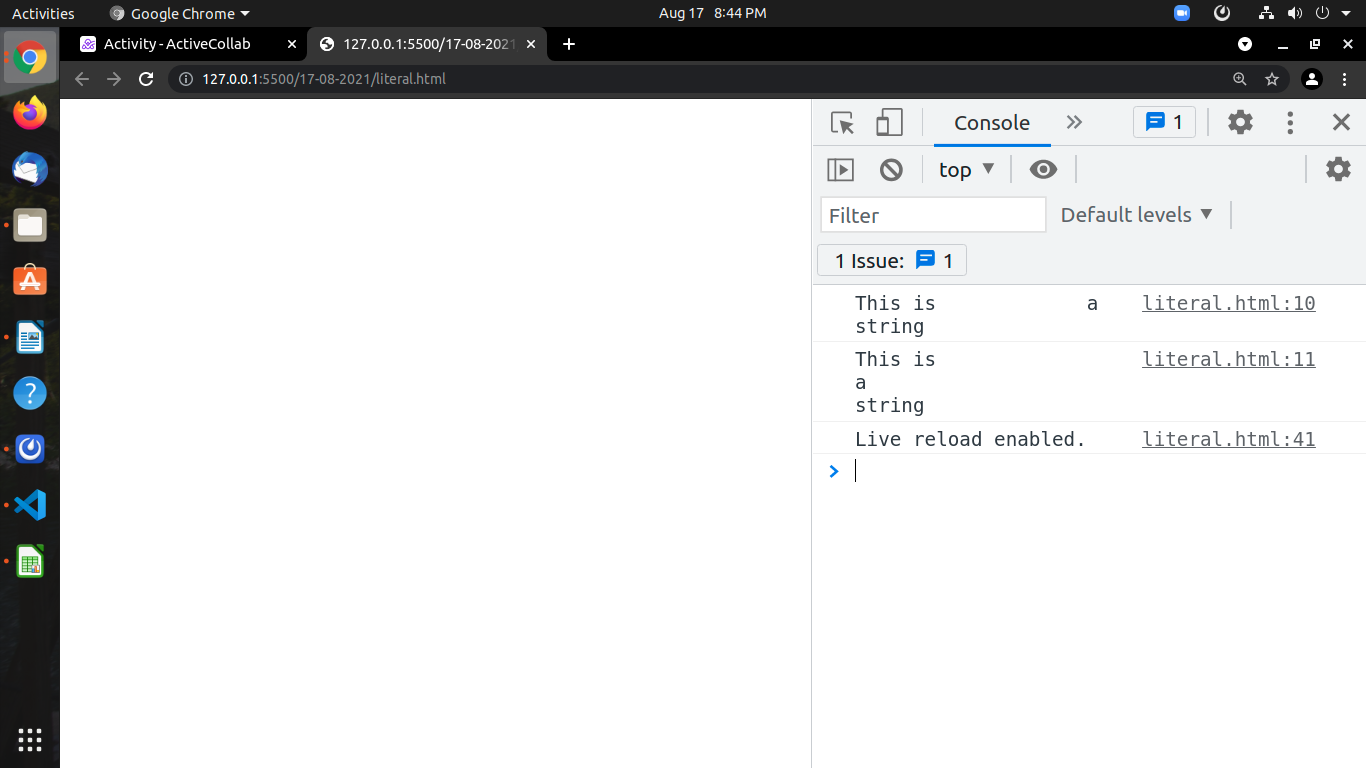 Activities Google Chrome Aug 17 8:44 PM
Activity - ActiveCollab 127.0.0.1:5500/17-08-2021
127.0.0.1:5500/17-08-2021/literal.html
Console 1
top
Filter Default levels
1 Issue: 1
This is             a literal.html:10
string
This is literal.html:11
a
string
Live reload enabled. literal.html:41